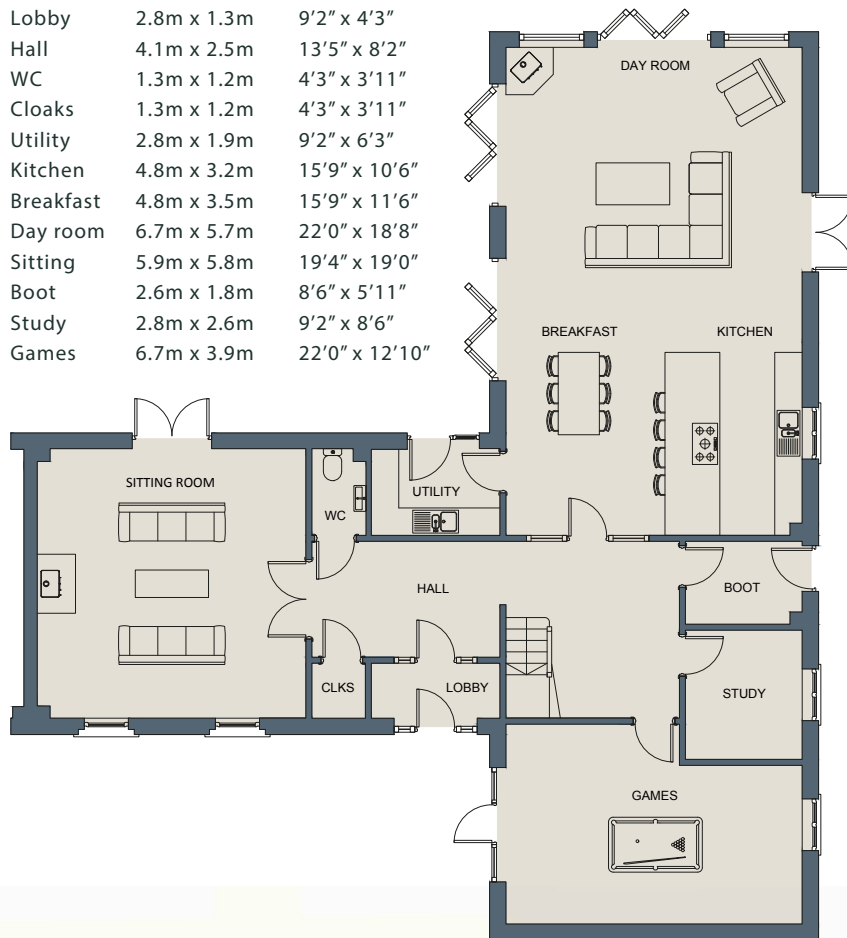 Lobby 2.8m x 1.3m 9’2” x 4’3”
Hall 4.1m x 2.5m 13’5” x 8’2”
WC 1.3m x 1.2m 4’3” x 3’11”
Cloaks 1.3m x 1.2m 4’3” x 3’11”
Utility 2.8m x 1.9m 9’2” x 6’3”
Kitchen 4.8m x 3.2m 15’9” x 10’6”
Breakfast 4.8m x 3.5m 15’9” x 11’6”
Day room 6.7m x 5.7m 22’0” x 18’8”
Sitting 5.9m x 5.8m 19’4” x 19’0”
Boot 2.6m x 1.8m 8’6” x 5’11”
Study 2.8m x 2.6m 9’2” x 8’6”
Games 6.7m x 3.9m 22’0” x 12’10”
DAY ROOM
BREAKFAST
KITCHEN
SITTING ROOM
UTILITY
WC
HALL
BOOT
CLKS
LOBBY
STUDY
GAMES